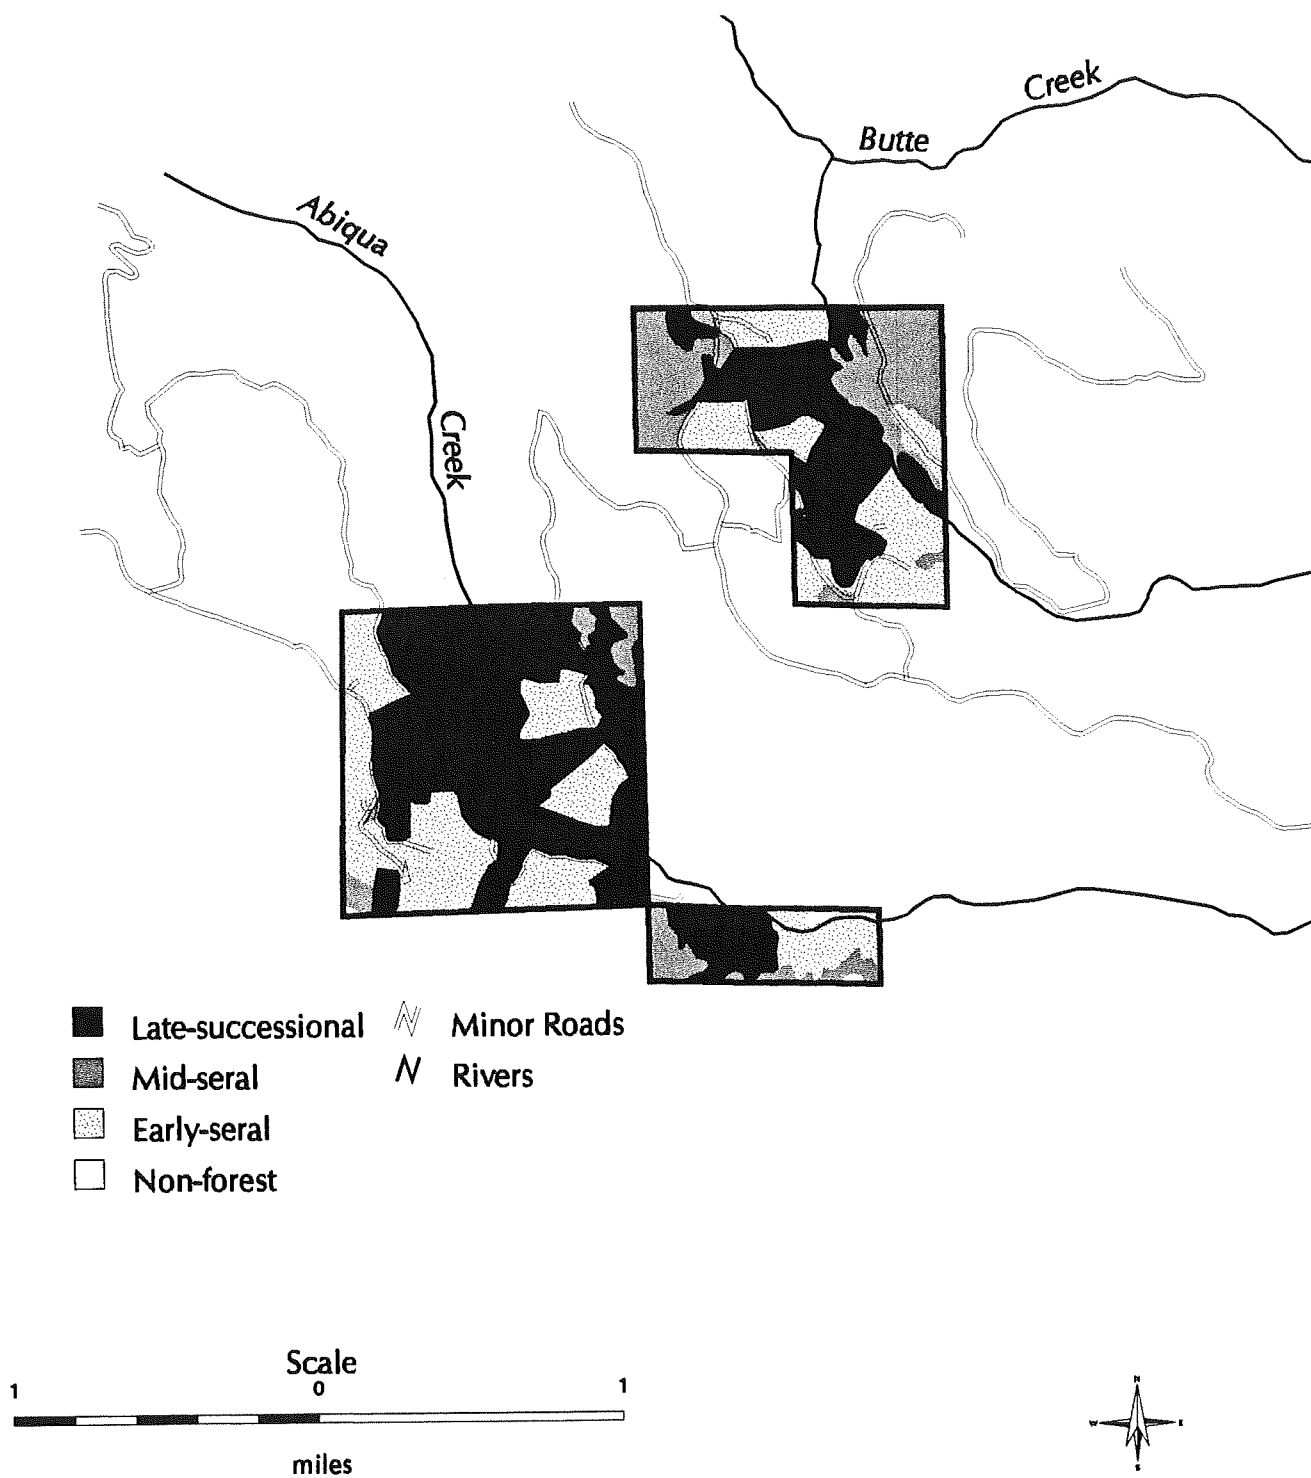 Creek
Butte
Abiqua
Creek
Late-successional
Minor Roads
Mid-seral
Rivers
Early-seral
Non-forest
Scale
1 0 1
miles
N
W E
S